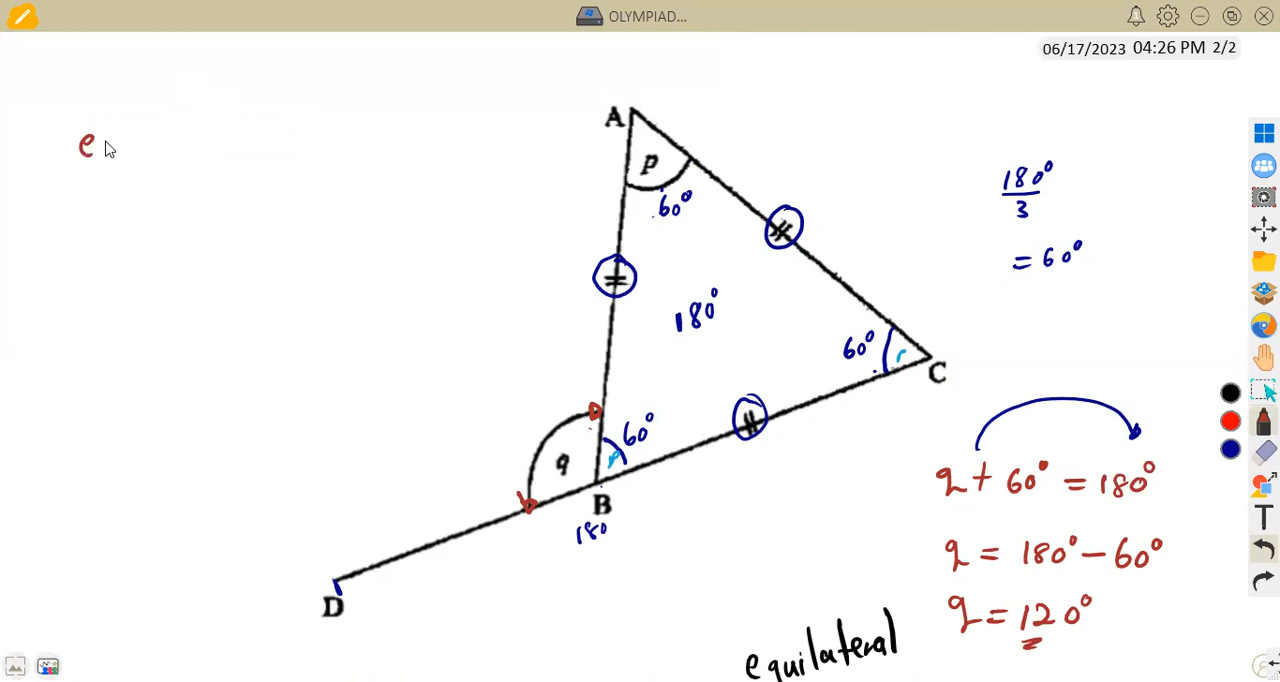 OLYMPIAD...
06/17/2023 04:26 PM 2/2
e
A
p
60°
180°
3
= 60°
180°
60°
r
C
60°
q
B
180
D
q + 60° = 180°
q = 180° - 60°
q = 120°
equilateral
T